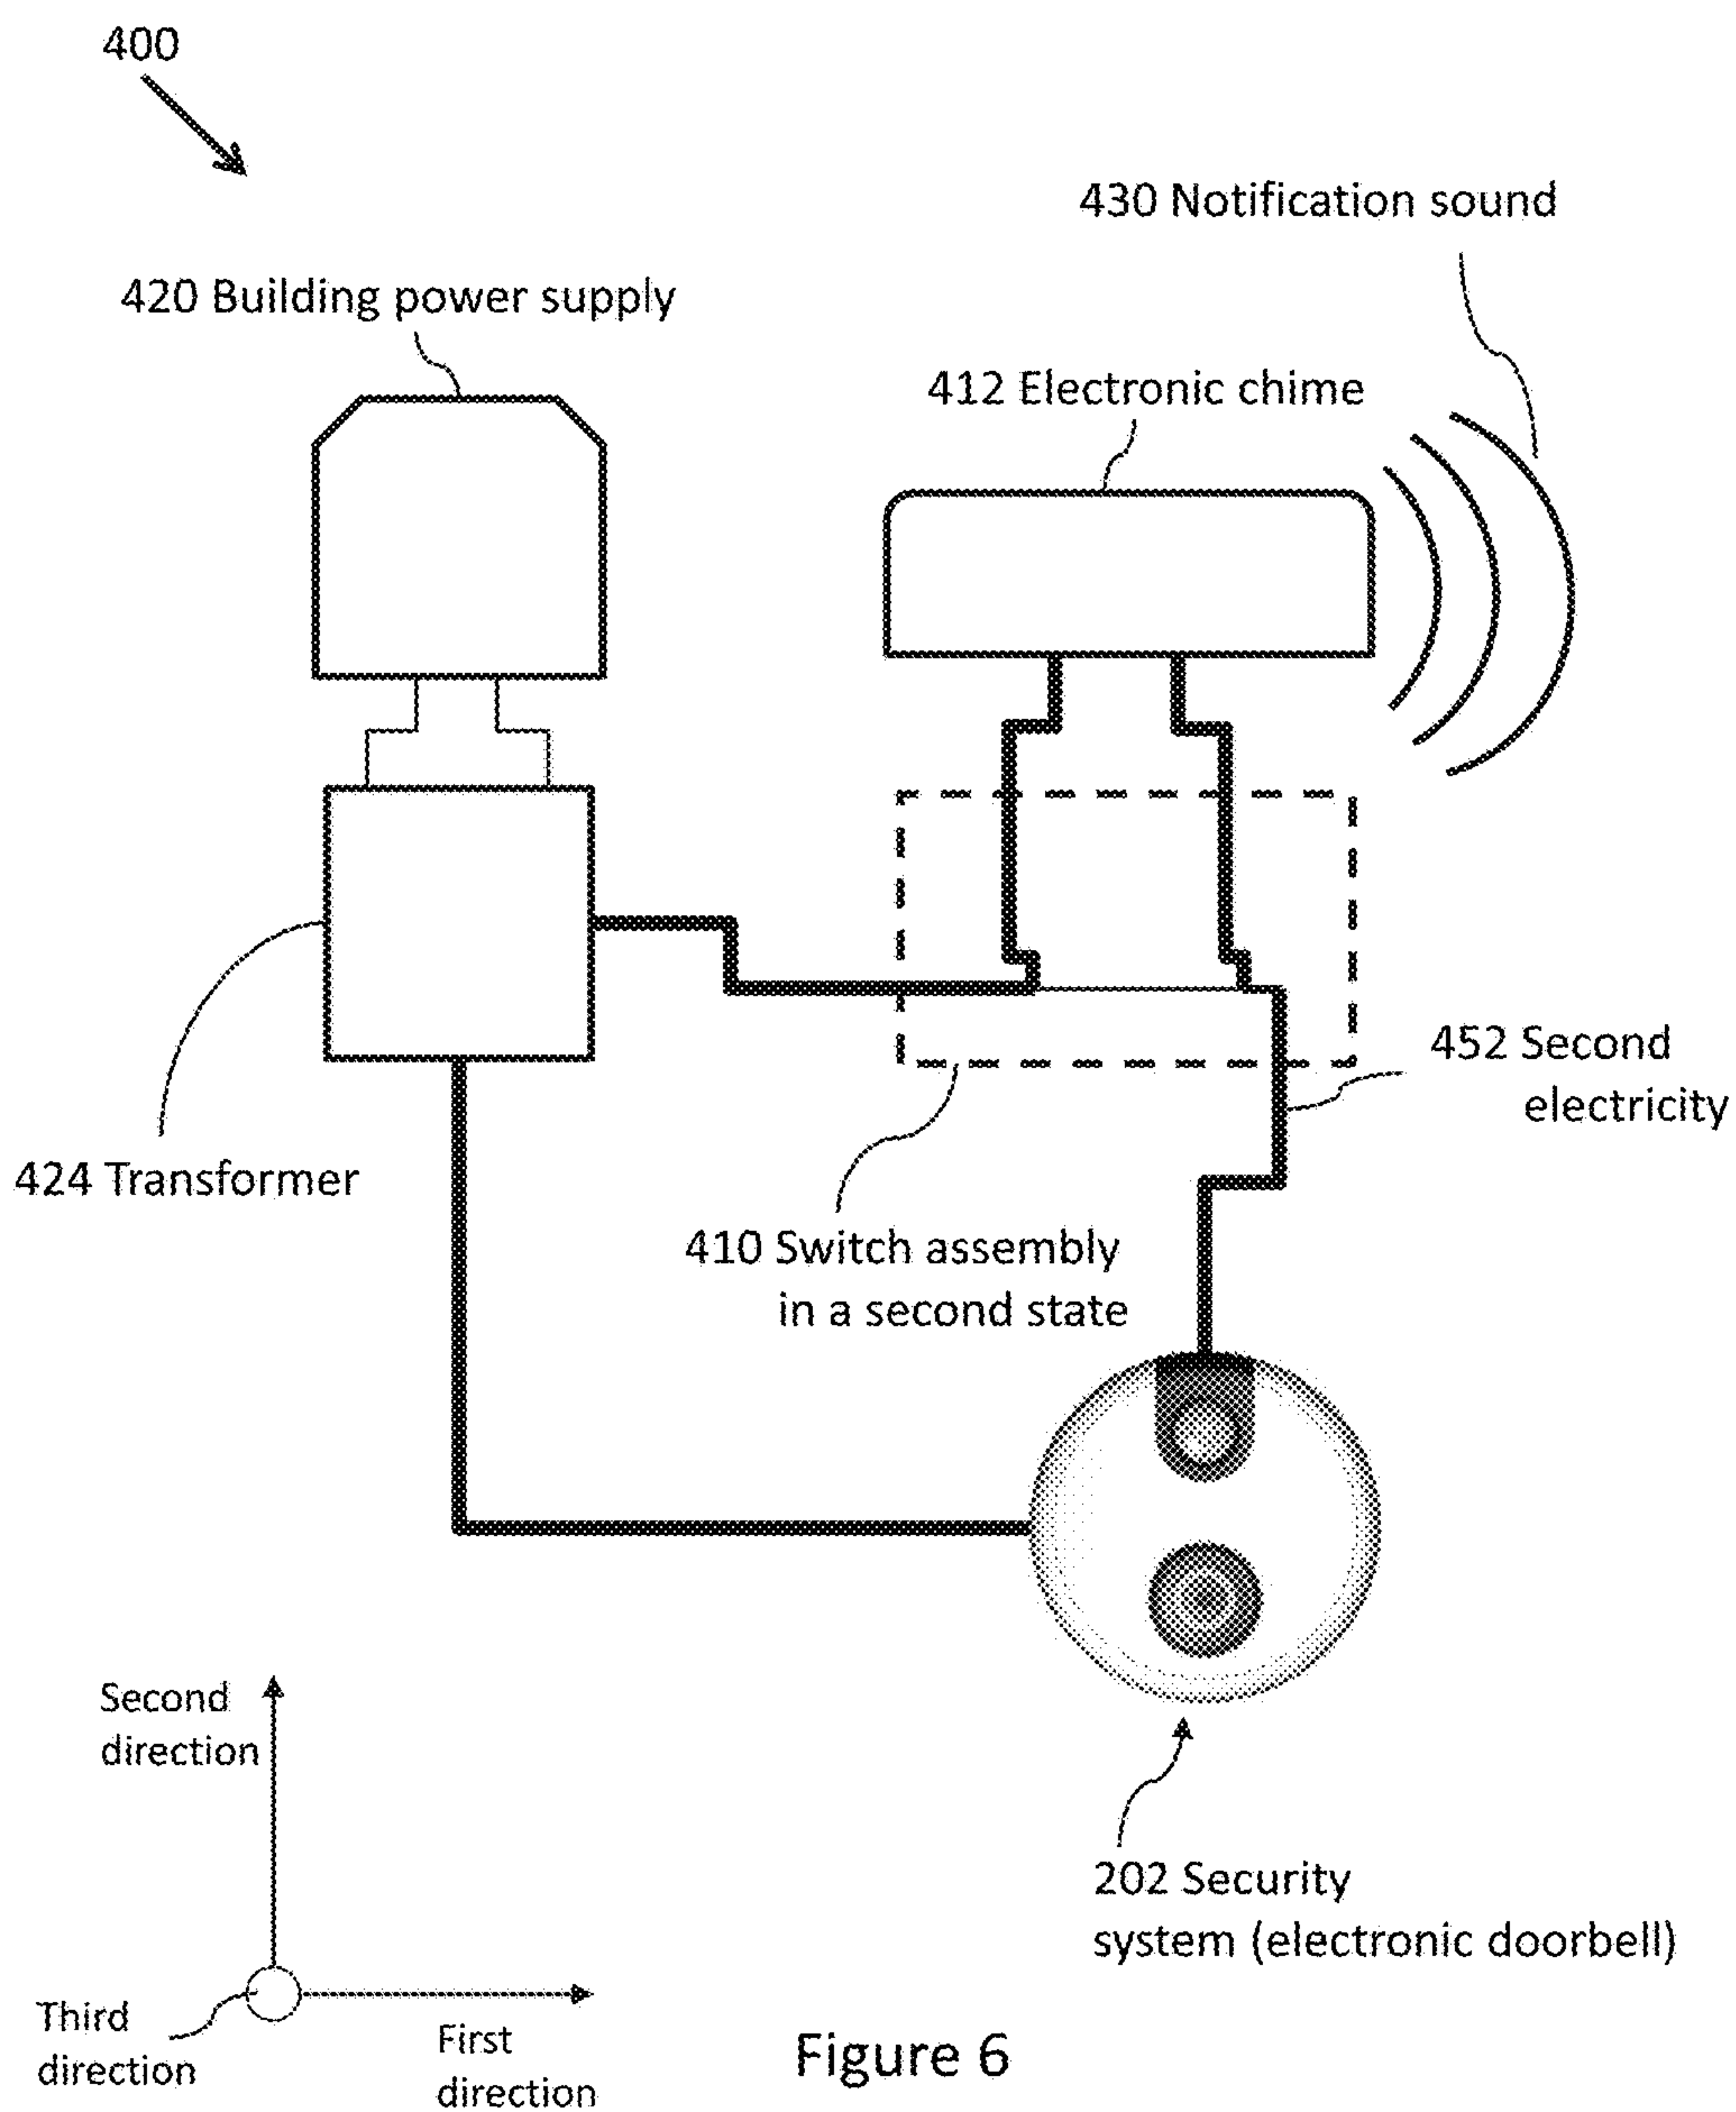 400
430 Notification sound
420 Building power supply
412 Electronic chime
452 Second
electricity
424 Transformer
410 Switch assembly
in a second state
Second
direction
202 Security
system (electronic doorbell)
Third
direction
First
direction
Figure 6